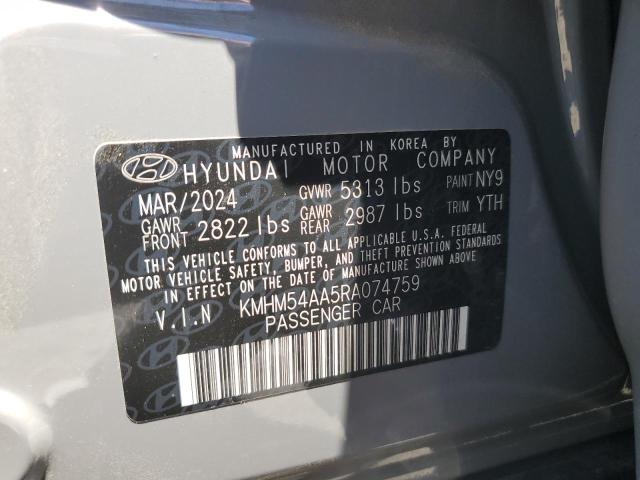 MANUFACTURED IN KOREA BY
HYUNDAI MOTOR COMPANY
MAR/2024 GVWR 5313 lbs PAINT NY9
GAWR FRONT 2822 lbs GAWR REAR 2987 lbs TRIM YTH
THIS VEHICLE CONFORMS TO ALL APPLICABLE U.S.A. FEDERAL
MOTOR VEHICLE SAFETY, BUMPER, AND THEFT PREVENTION STANDARDS
IN EFFECT ON THE DATE OF MANUFACTURE SHOWN ABOVE.
V.I.N KMHM54AA5RA074759
PASSENGER CAR